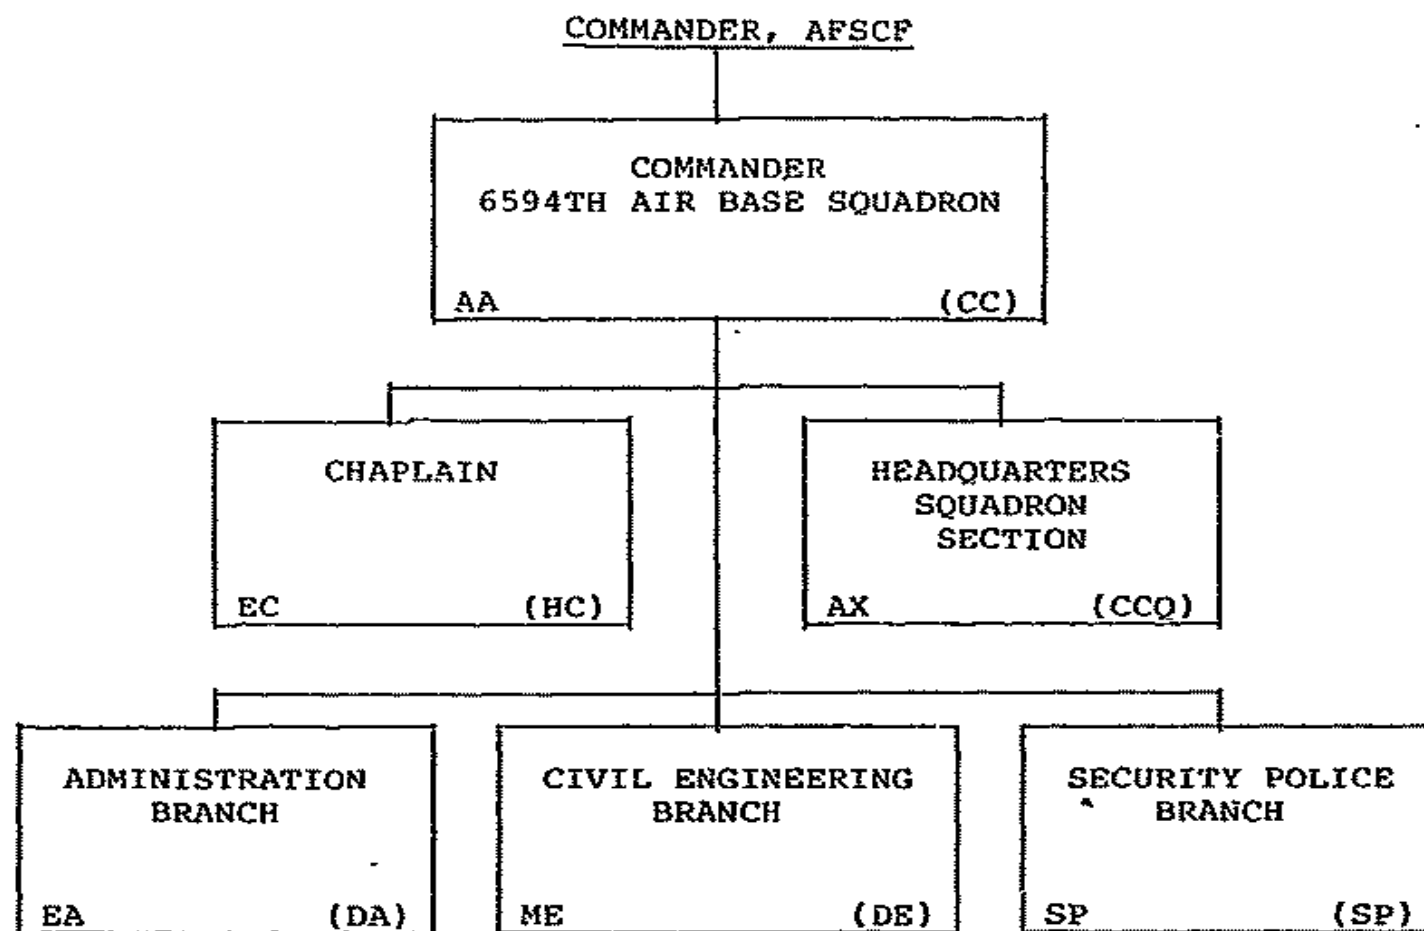 COMMANDER, AFSCF
COMMANDER
6594TH AIR BASE SQUADRON
AA (CC)
CHAPLAIN
EC (HC)
HEADQUARTERS
SQUADRON
SECTION
AX (CCQ)
ADMINISTRATION
BRANCH
EA (DA)
CIVIL ENGINEERING
BRANCH
ME (DE)
SECURITY POLICE
BRANCH
SP (SP)